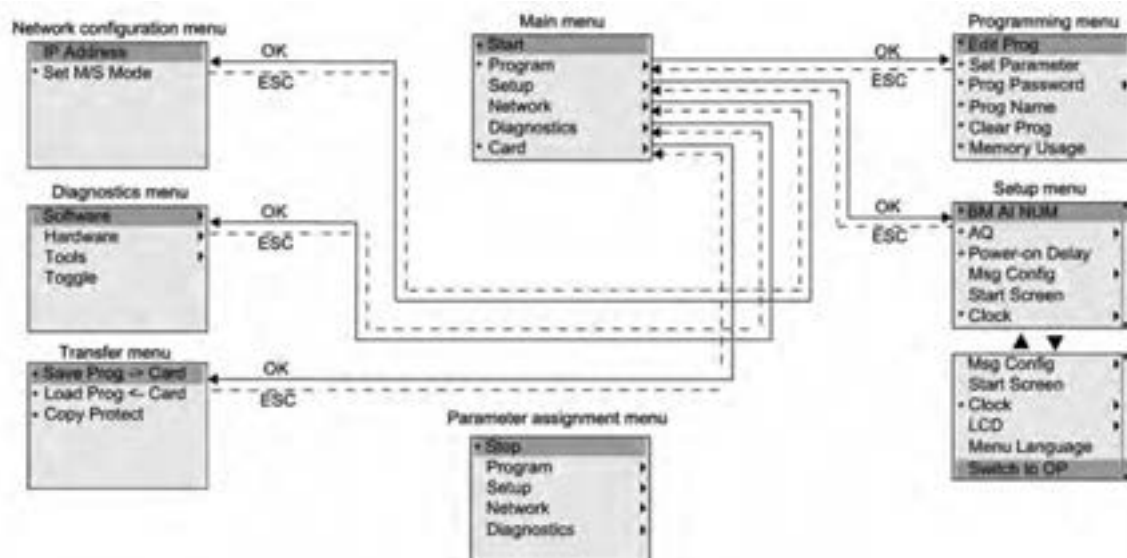 Network configuration menu
IP Address
* Set M/S Mode
OK
ESC
Main menu
* Start
* Program
Setup
Network
Diagnostics
* Card
OK
ESC
Programming menu
* Edit Prog
* Set Parameter
* Prog Password
* Prog Name
* Clear Prog
* Memory Usage
Diagnostics menu
Software
Hardware
Tools
Toggle
OK
ESC
OK
ESC
Setup menu
* BM AI NUM
* AQ
* Power-on Delay
Msg Config
Start Screen
* Clock
Transfer menu
* Save Prog -> Card
* Load Prog <- Card
* Copy Protect
OK
ESC
Msg Config
Start Screen
* Clock
LCD
Menu Language
Switch to OP
Parameter assignment menu
* Stop
Program
Setup
Network
Diagnostics